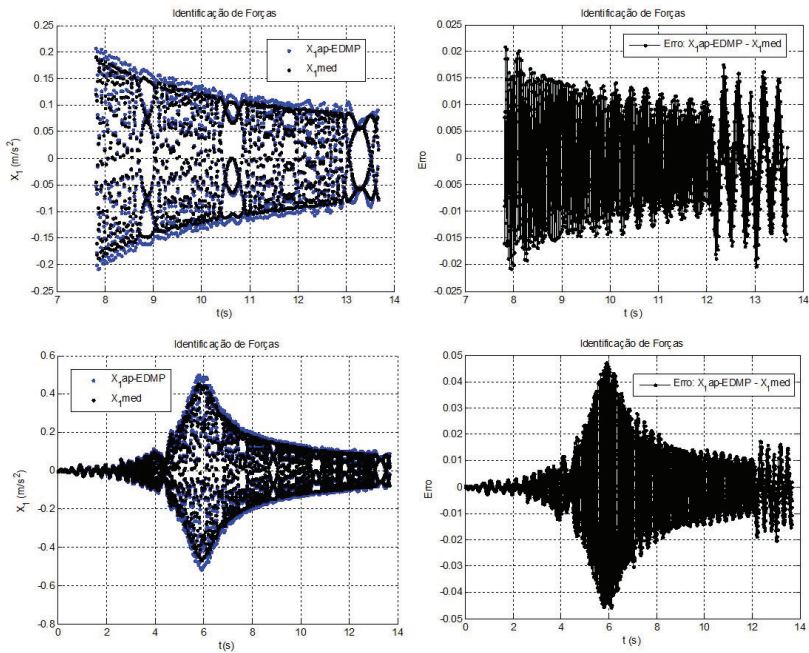 Identificação de Forças
X1ap-EDMP
X1med
X1 (m/s²)
0.25
0.2
0.15
0.1
0.05
0
-0.05
-0.1
-0.15
-0.2
-0.25
7 8 9 10 11 12 13 14
t(s)
Identificação de Forças
Erro: X1ap-EDMP - X1med
Erro
0.025
0.02
0.015
0.01
0.005
0
-0.005
-0.01
-0.015
-0.02
-0.025
7 8 9 10 11 12 13 14
t (s)
Identificação de Forças
X1ap-EDMP
X1med
X1 (m/s²)
0.6
0.4
0.2
0
-0.2
-0.4
-0.6
-0.8
0 2 4 6 8 10 12 14
t(s)
Identificação de Forças
Erro: X1ap-EDMP - X1med
Erro
0.05
0.04
0.03
0.02
0.01
0
-0.01
-0.02
-0.03
-0.04
-0.05
0 2 4 6 8 10 12 14
t (s)